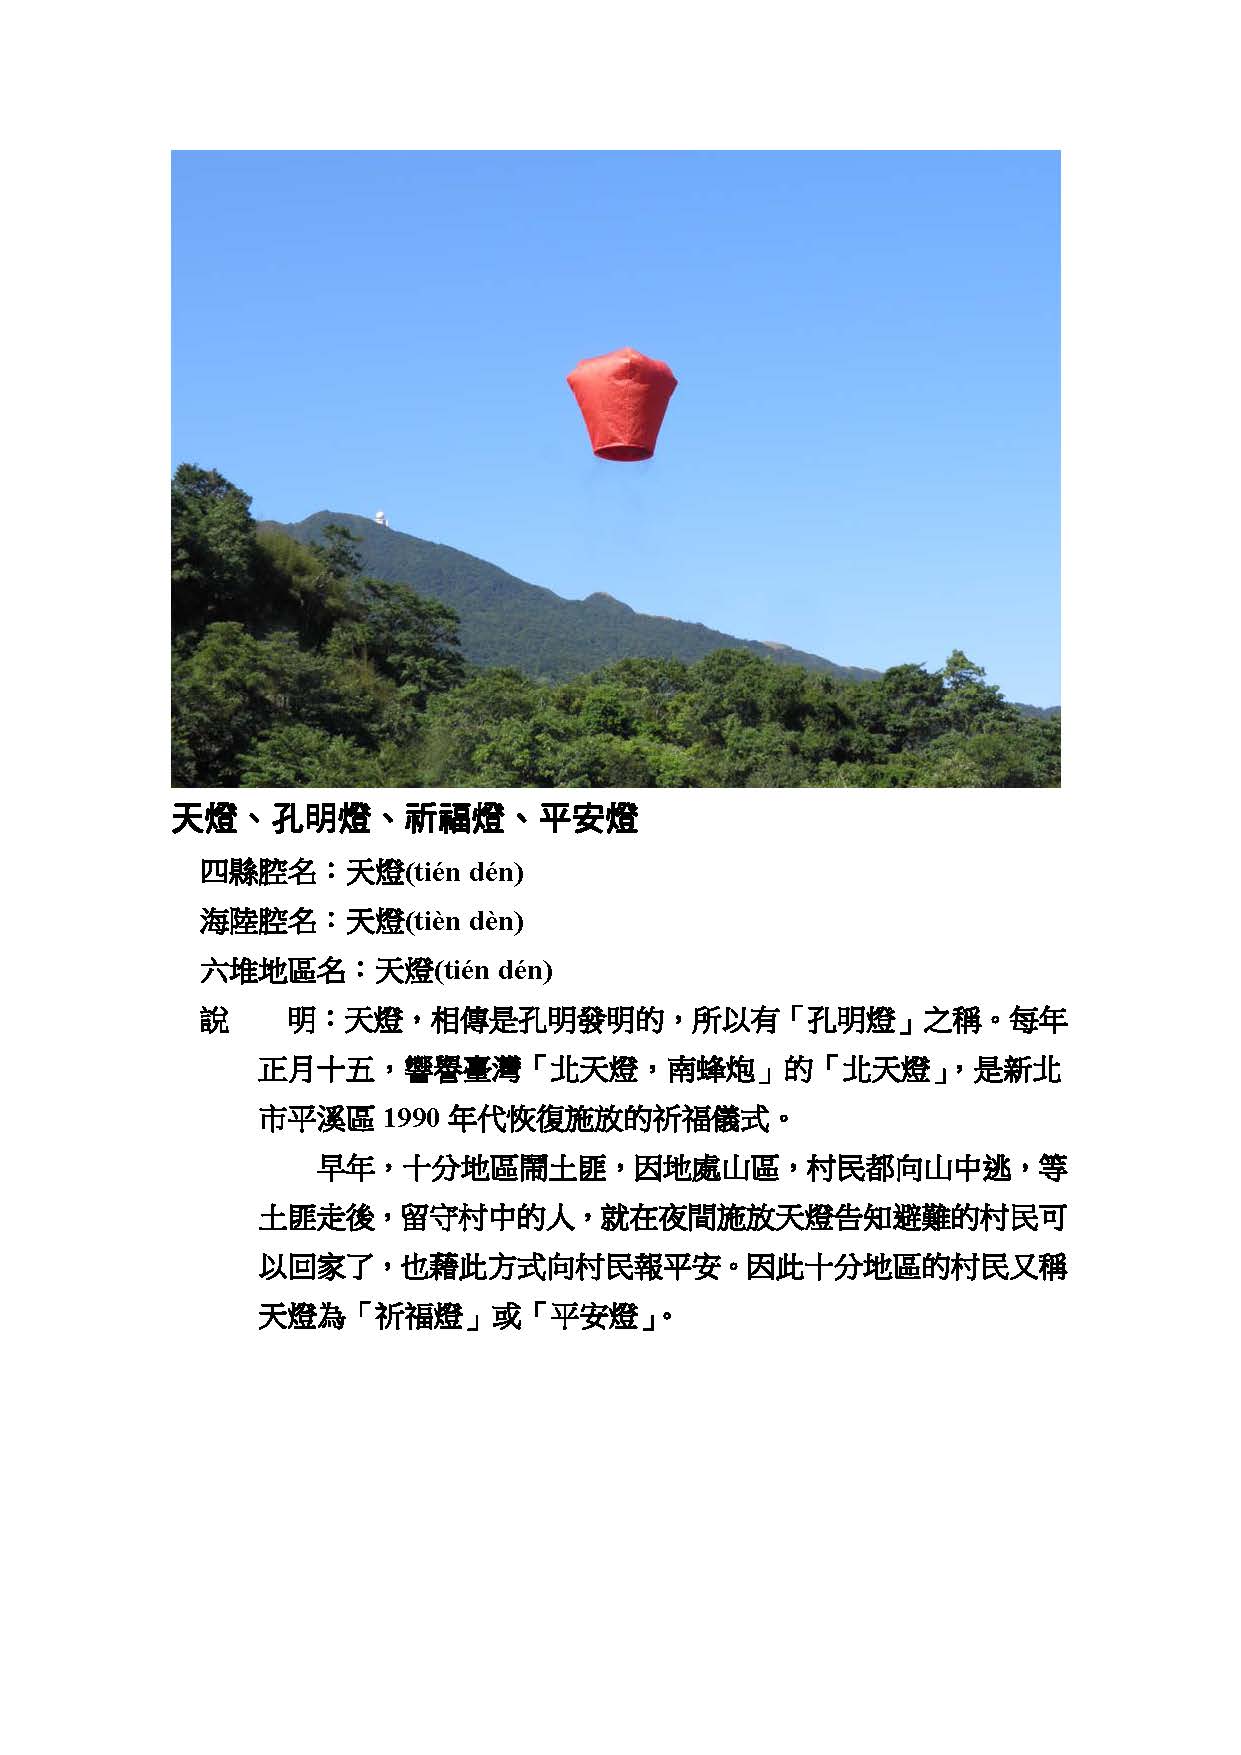 天燈、孔明燈、祈福燈、平安燈
四縣腔名：天燈(tién dén)
海陸腔名：天燈(tièn dèn)
六堆地區名：天燈(tién dén)
說　　明：天燈，相傳是孔明發明的，所以有「孔明燈」之稱。每年
正月十五，響譽臺灣「北天燈，南蜂炮」的「北天燈」，是新北
市平溪區 1990 年代恢復施放的祈福儀式。
早年，十分地區鬧土匪，因地處山區，村民都向山中逃，等
土匪走後，留守村中的人，就在夜間施放天燈告知避難的村民可
以回家了，也藉此方式向村民報平安。因此十分地區的村民又稱
天燈為「祈福燈」或「平安燈」。